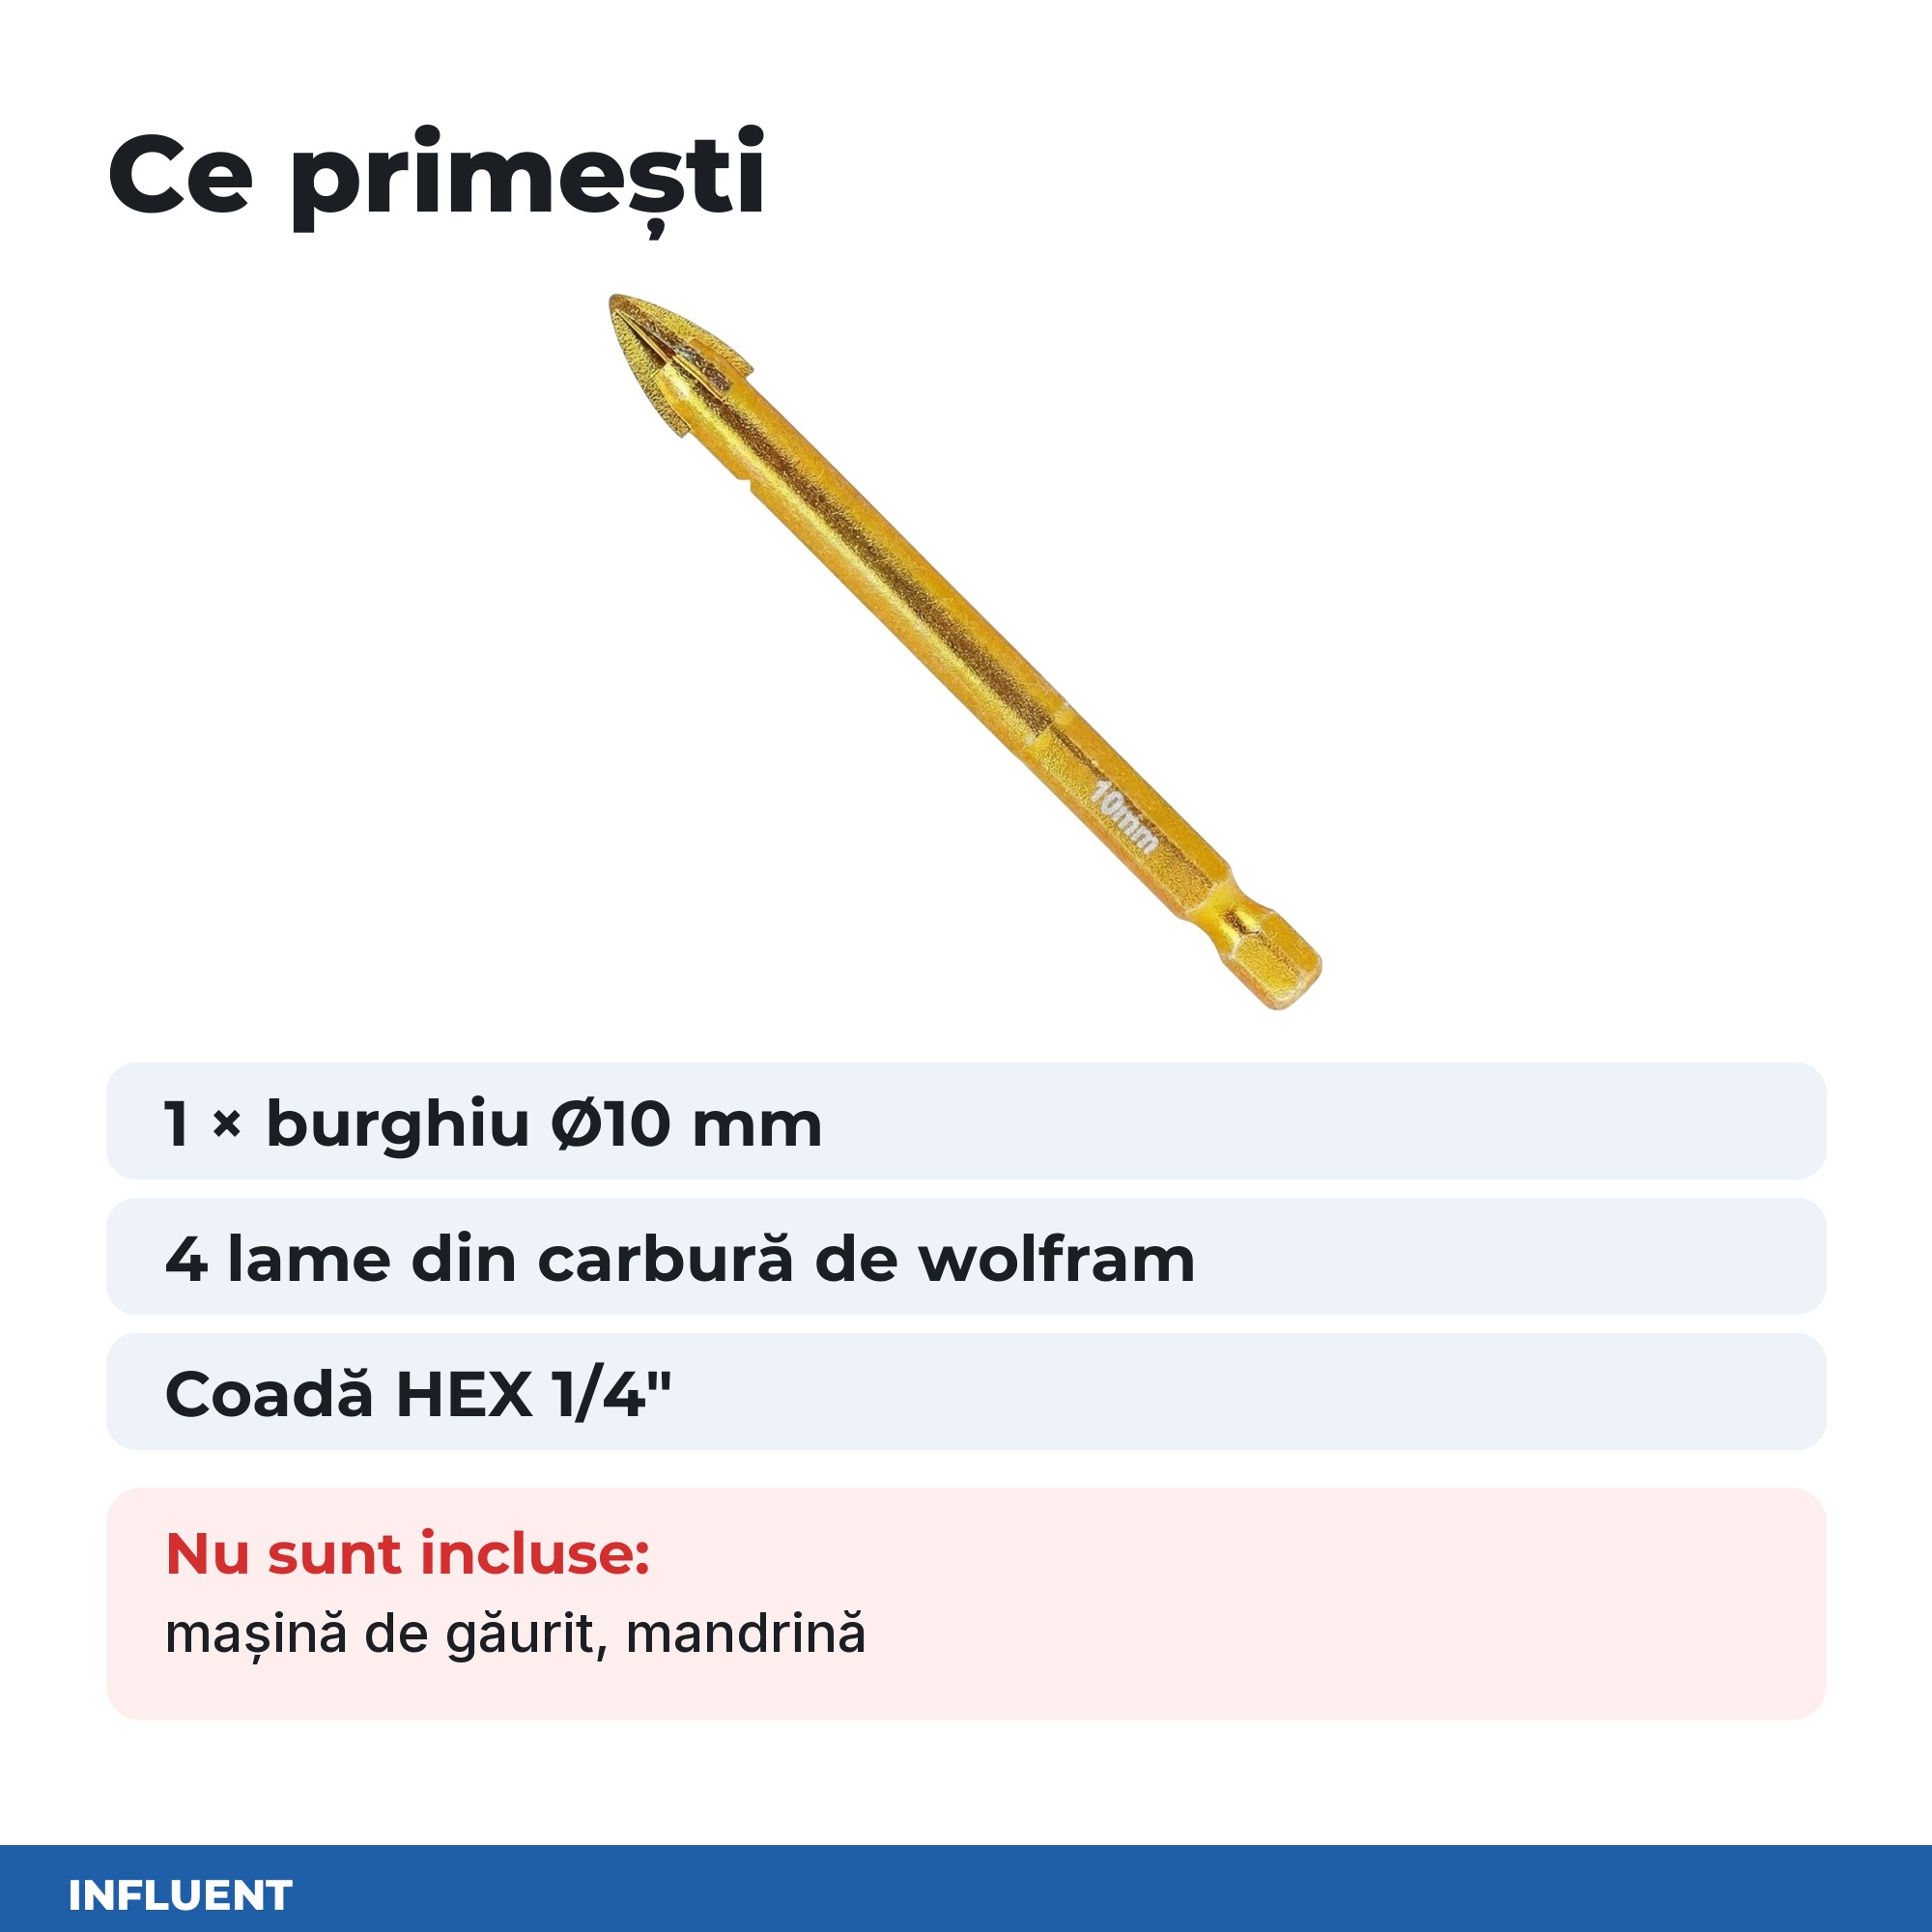 Ce primești
10mm
1 × burghiu Ø10 mm
4 lame din carbură de wolfram
Coadă HEX 1/4"
Nu sunt incluse:
mașină de găurit, mandrină
INFLUENT